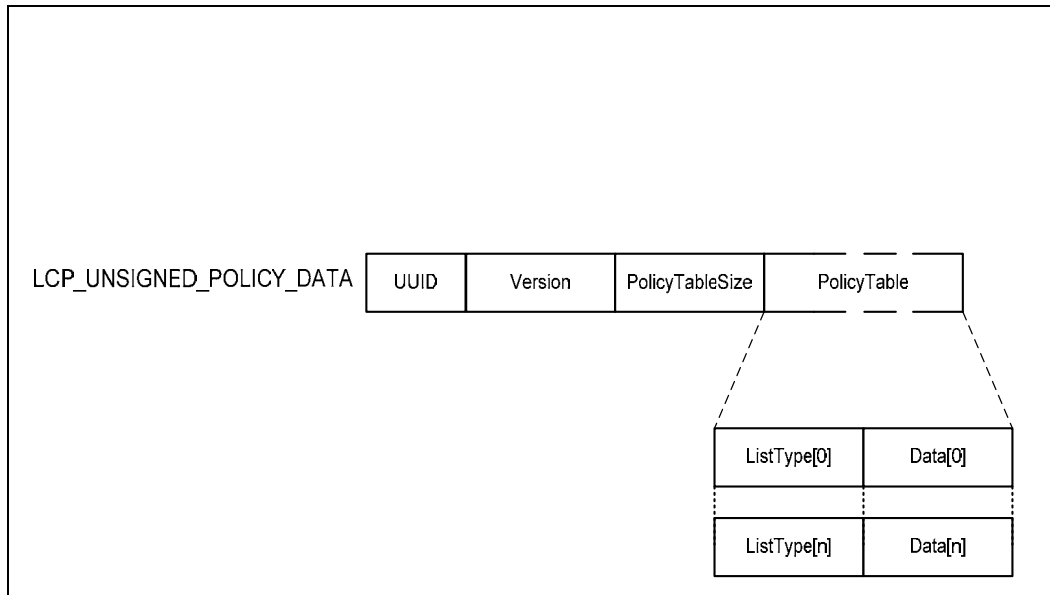 LCP_UNSIGNED_POLICY_DATA UUID Version PolicyTableSize PolicyTable
ListType[0] Data[0]
ListType[n] Data[n]